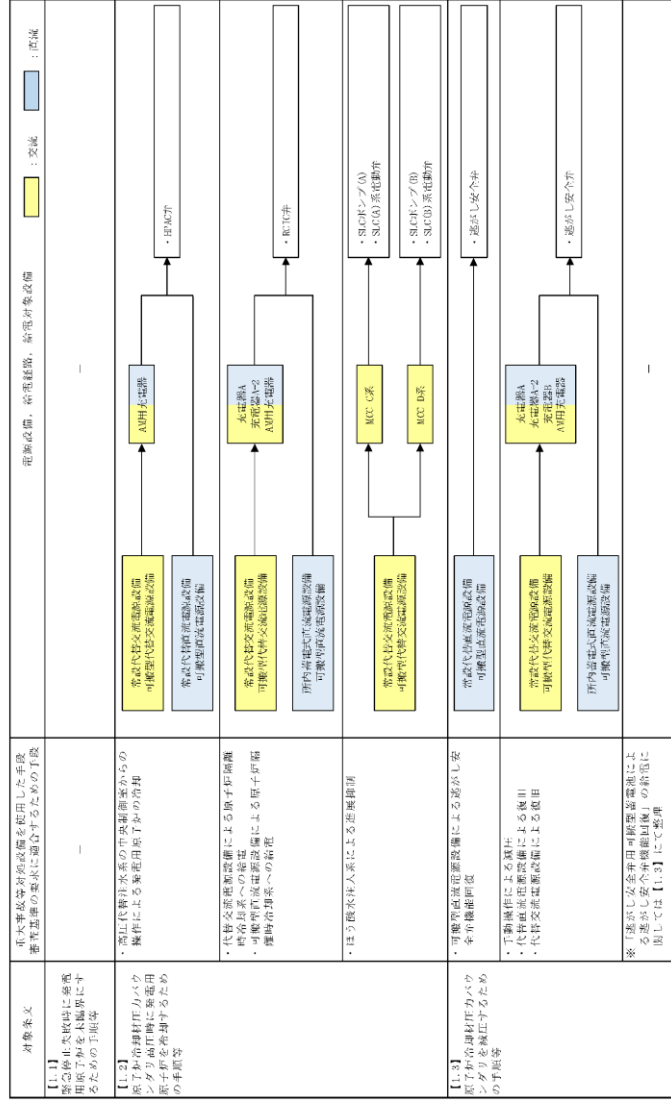 対象条文
重大事故等対処設備を使用した手段
審査基準の要求に適合するための手段
電源設備，給電経路，給電対象設備
：交流
：直流
【1.1】
緊急停止失敗時に発電
用原子炉を未臨界にす
るための手順等
－
－
【1.2】
原子炉冷却材圧力バウ
ンダリ高圧時に発電用
原子炉を冷却するため
の手順等
・高圧代替注水系の中央制御室からの
操作による発電用原子炉の冷却
常設代替交流電源設備
可搬型代替交流電源設備
AM用充電器
常設代替直流電源設備
可搬型直流電源設備
・HPAC弁
・代替交流電源設備による原子炉隔離
時冷却系への給電
・可搬型直流電源設備による原子炉隔
離時冷却系への給電
常設代替交流電源設備
可搬型代替交流電源設備
充電器A
充電器A-2
AM用充電器
所内蓄電式直流電源設備
可搬型直流電源設備
・RCIC弁
・ほう酸水注入系による進展抑制
常設代替交流電源設備
可搬型代替交流電源設備
MCC C系
MCC D系
・SLCポンプ(A)
・SLC(A)系電動弁
・SLCポンプ(B)
・SLC(B)系電動弁
【1.3】
原子炉冷却材圧力バウ
ンダリを減圧するため
の手順等
・可搬型直流電源設備による逃がし安
全弁機能回復
常設代替直流電源設備
可搬型直流電源設備
・逃がし安全弁
・手動操作による減圧
・代替直流電源設備による復旧
・代替交流電源設備による復旧
常設代替交流電源設備
可搬型代替交流電源設備
充電器A
充電器A-2
充電器B
AM用充電器
所内蓄電式直流電源設備
可搬型直流電源設備
・逃がし安全弁
※「逃がし安全弁用可搬型蓄電池によ
る逃がし安全弁機能回復」の給電に
関しては【1.3】にて整理
－